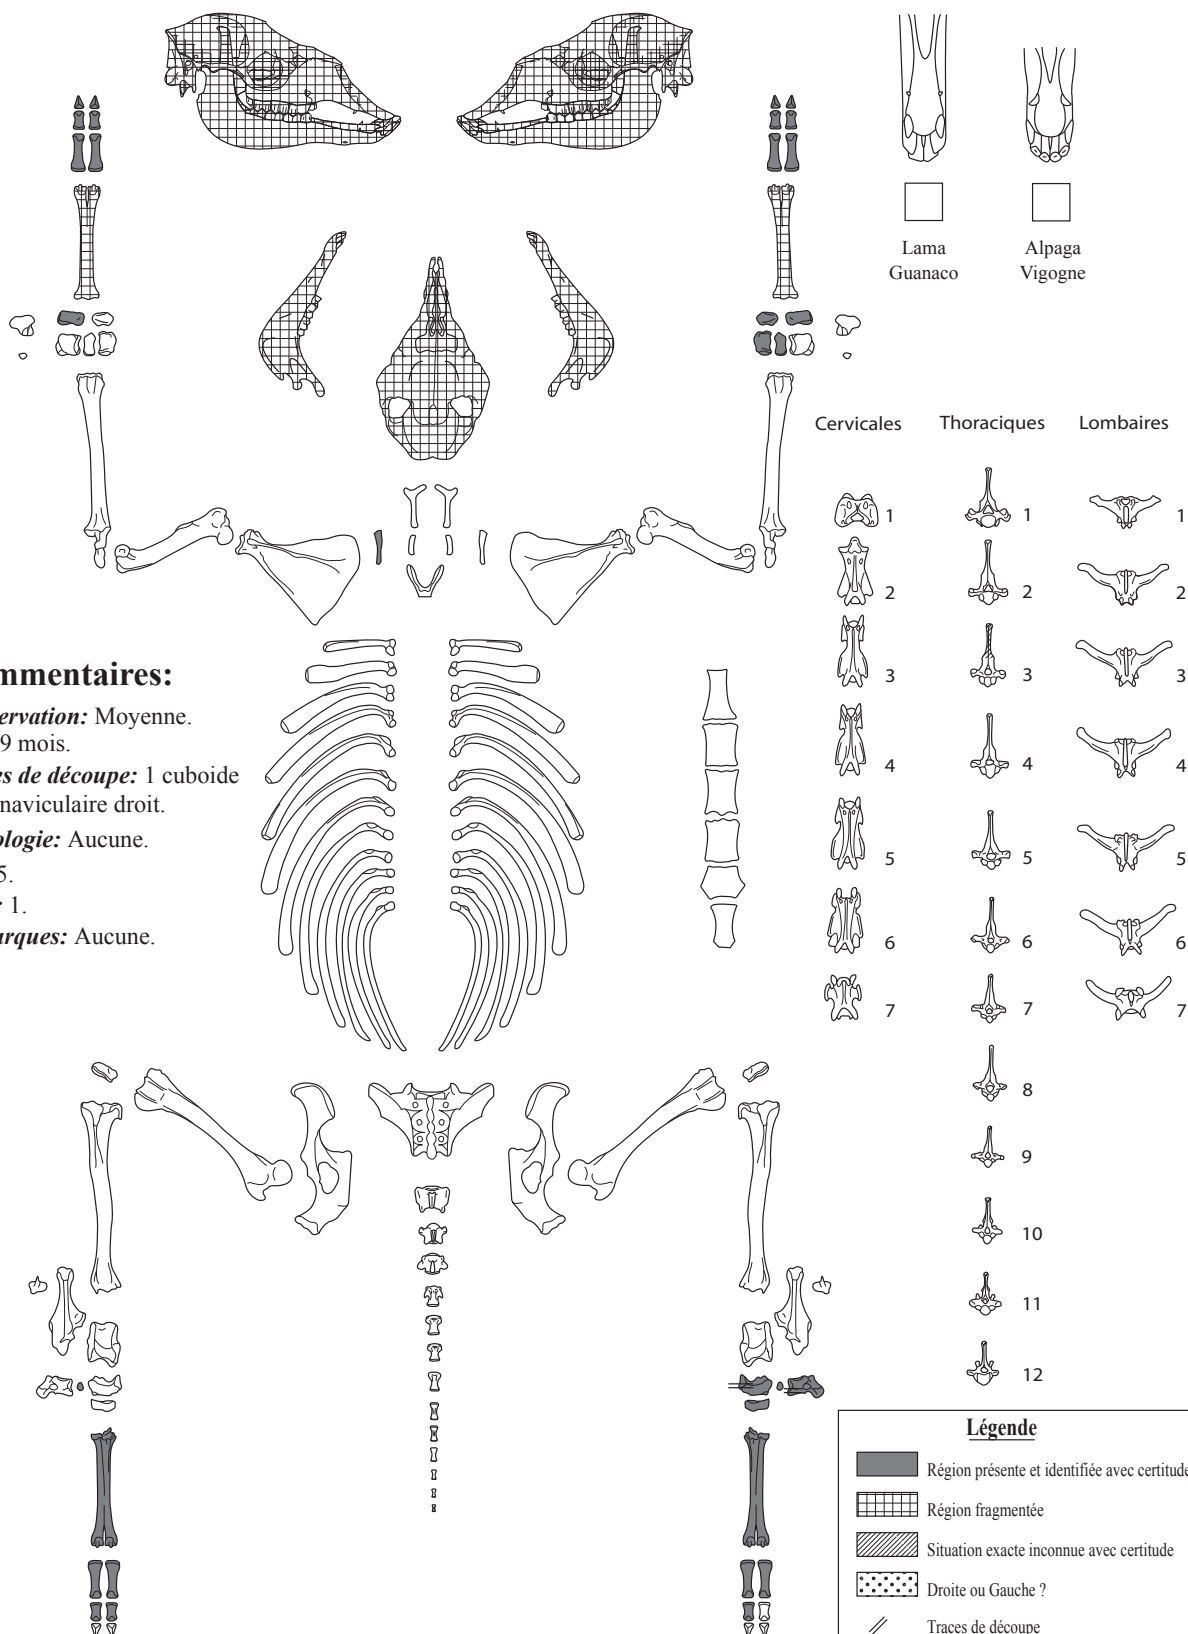 Lama
Guanaco
Alpaga
Vigogne
Cervicales
Thoraciques
Lombaires
1
2
3
4
5
6
7
1
2
3
4
5
6
7
8
9
10
11
12
1
2
3
4
5
6
7
mmentaires:
ervation: Moyenne.
9 mois.
es de découpe: 1 cuboide
naviculaire droit.
ologie: Aucune.
5.
: 1.
arques: Aucune.
Légende
Région présente et identifiée avec certitude
Région fragmentée
Situation exacte inconnue avec certitude
Droite ou Gauche ?
Traces de découpe